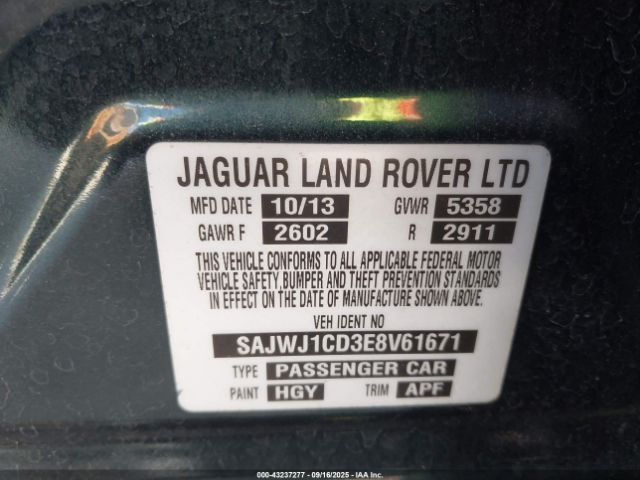 JAGUAR LAND ROVER LTD
MFD DATE 10/13 GVWR 5358
GAWR F 2602 R 2911
THIS VEHICLE CONFORMS TO ALL APPLICABLE FEDERAL MOTOR
VEHICLE SAFETY,BUMPER AND THEFT PREVENTION STANDARDS
IN EFFECT ON THE DATE OF MANUFACTURE SHOWN ABOVE.
VEH IDENT NO
SAJWJ1CD3E8V61671
TYPE PASSENGER CAR
PAINT HGY TRIM APF
000-43237277 - 09/16/2025 - © IAA, Inc.